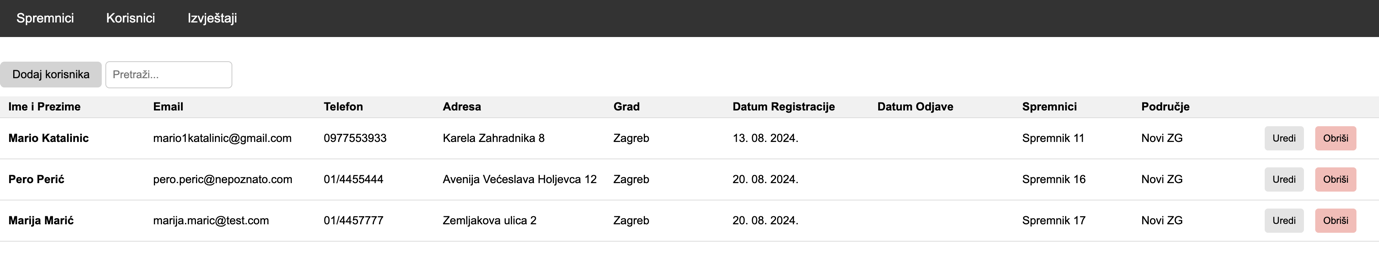 Spremnici Korisnici Izvještaji
Dodaj korisnika Pretraži...
Ime i Prezime Email Telefon Adresa Grad Datum Registracije Datum Odjave Spremnici Područje
Mario Katalinic mario1katalinic@gmail.com 0977553933 Karela Zahradnika 8 Zagreb 13. 08. 2024. Spremnik 11 Novi ZG Uredi Obriši
Pero Perić pero.peric@nepoznato.com 01/4455444 Avenija Većeslava Holjevca 12 Zagreb 20. 08. 2024. Spremnik 16 Novi ZG Uredi Obriši
Marija Marić marija.maric@test.com 01/4457777 Zemljakova ulica 2 Zagreb 20. 08. 2024. Spremnik 17 Novi ZG Uredi Obriši